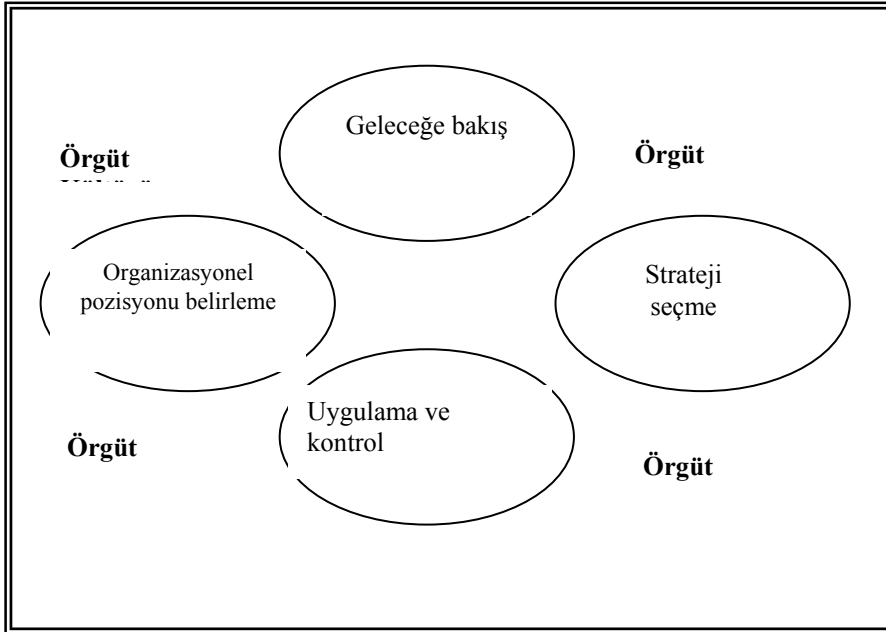 Geleceğe bakış
Örgüt
Örgüt
Organizasyonel
pozisyonu belirleme
Strateji
seçme
Uygulama ve
kontrol
Örgüt
Örgüt